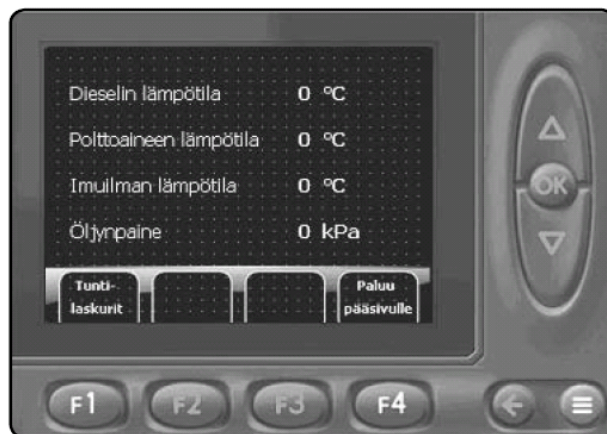 Dieselin lämpötila 0 °C
Polttoaineen lämpötila 0 °C
Imuilman lämpötila 0 °C
Öljynpaine 0 kPa
Tunti-
laskurit
Paluu
pääsivulle
OK
F1 F2 F3 F4